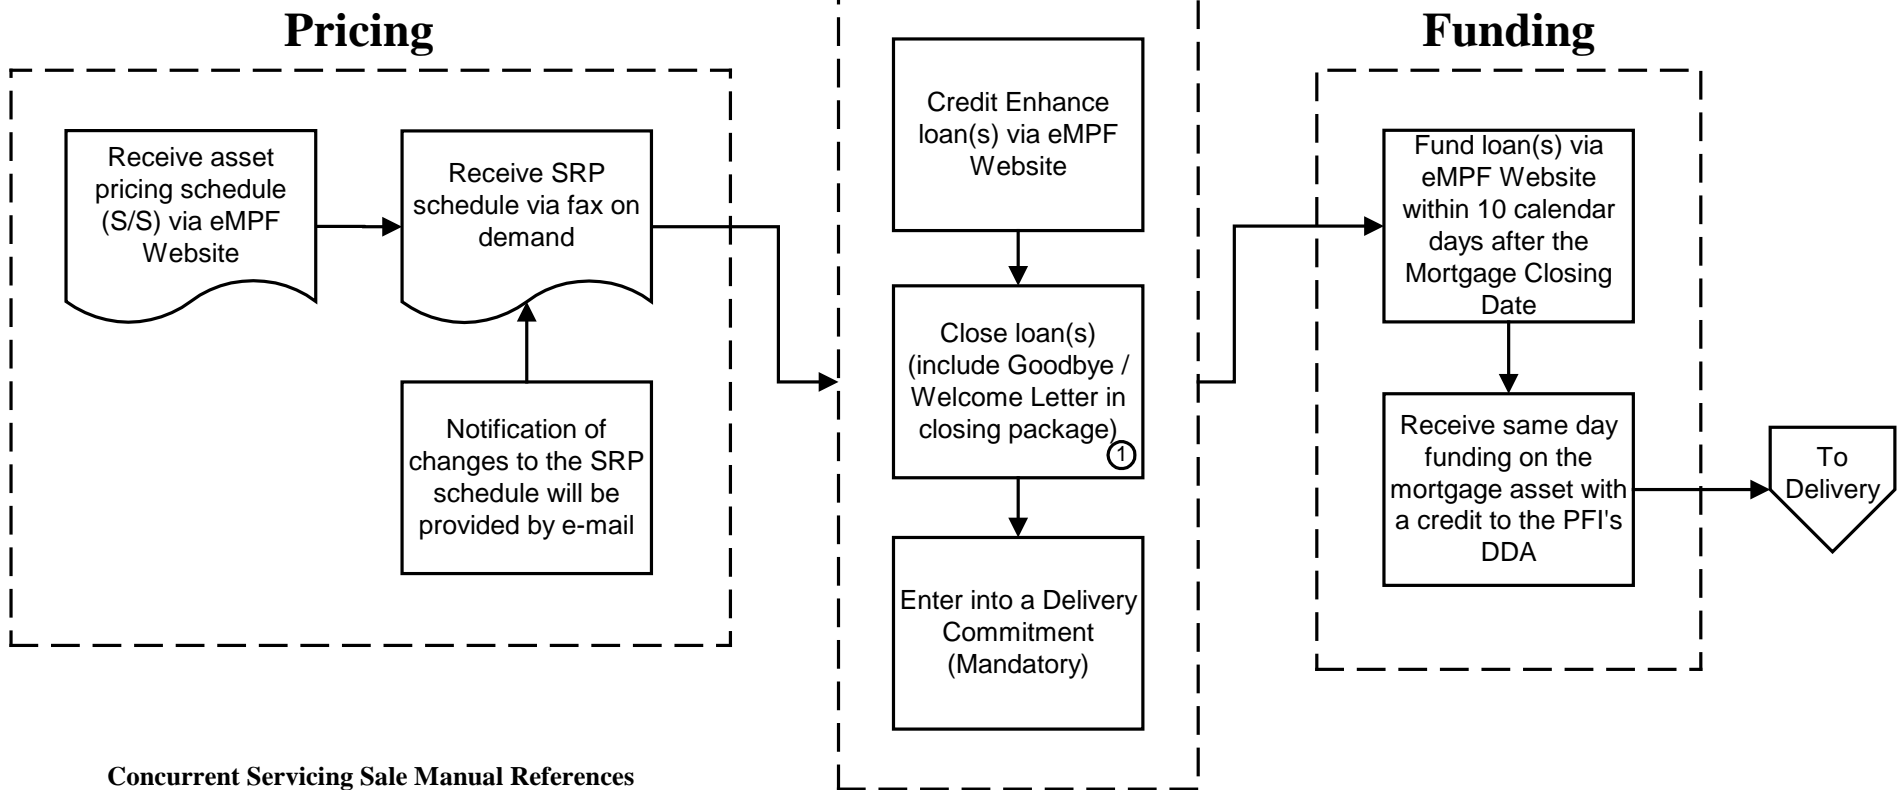 Pricing
Receive asset
pricing schedule
(S/S) via eMPF
Website
Receive SRP
schedule via fax on
demand
Notification of
changes to the SRP
schedule will be
provided by e-mail
Credit Enhance
loan(s) via eMPF
Website
Close loan(s)
(include Goodbye /
Welcome Letter in
closing package)
1
Enter into a Delivery
Commitment
(Mandatory)
Funding
Fund loan(s) via
eMPF Website
within 10 calendar
days after the
Mortgage Closing
Date
Receive same day
funding on the
mortgage asset with
a credit to the PFI's
DDA
To
Delivery
Concurrent Servicing Sale Manual References